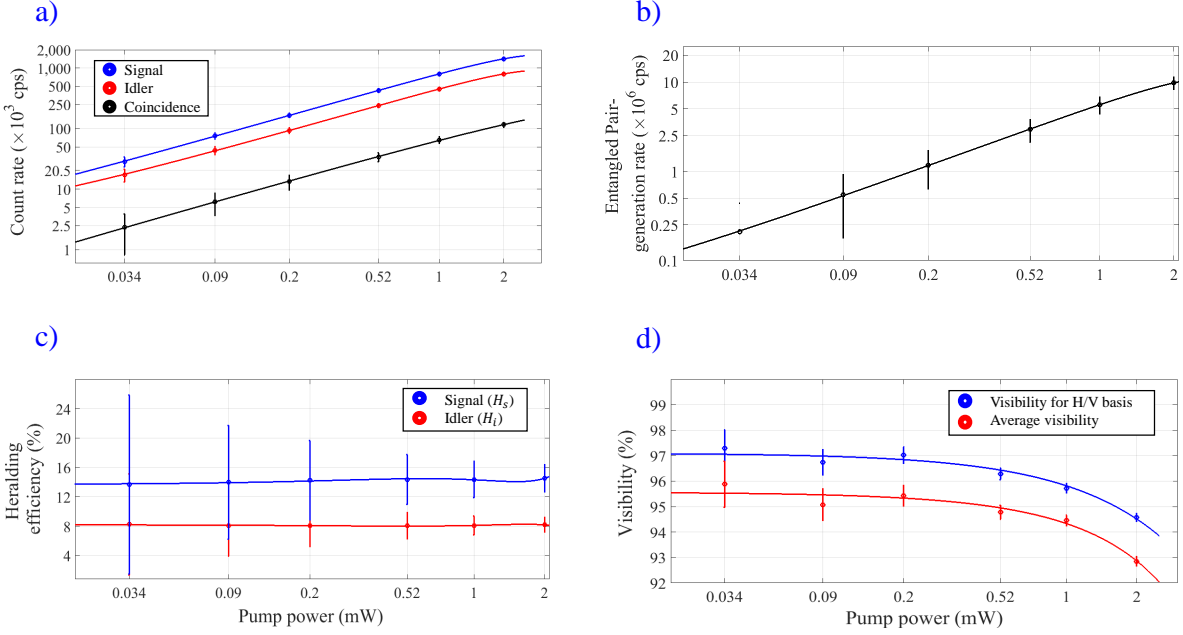 a)
Count rate (×10³ cps)
2,000
1,000
500
250
100
50
20.5
10
5
2.5
1
Signal
Idler
Coincidence
0.034 0.09 0.2 0.52 1 2
b)
Entangled Pair-
generation rate (×10⁶ cps)
20
10
5
2.5
1
0.5
0.25
0.1
0.034 0.09 0.2 0.52 1 2
c)
Heralding
efficiency (%)
24
20
16
12
8
4
Signal (Hₛ)
Idler (Hᵢ)
0.034 0.09 0.2 0.52 1 2
Pump power (mW)
d)
Visibility (%)
99
98
97
96
95
94
93
92
Visibility for H/V basis
Average visibility
0.034 0.09 0.2 0.52 1 2
Pump power (mW)